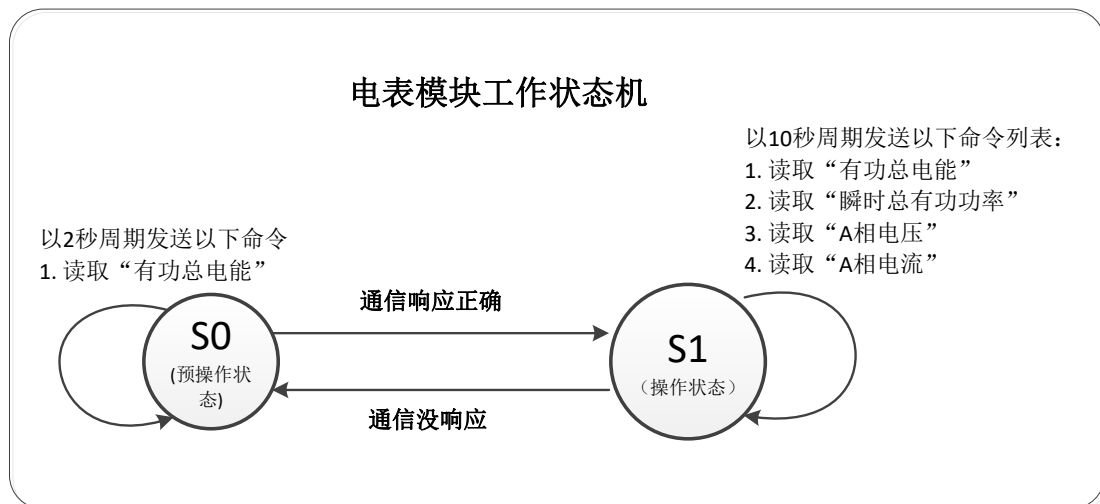 电表模块工作状态机
以10秒周期发送以下命令列表：
1. 读取“有功总电能”
2. 读取“瞬时总有功功率”
3. 读取“A相电压”
4. 读取“A相电流”
以2秒周期发送以下命令
1. 读取“有功总电能”
通信响应正确
S0
(预操作状
态)
S1
（操作状态）
通信没响应